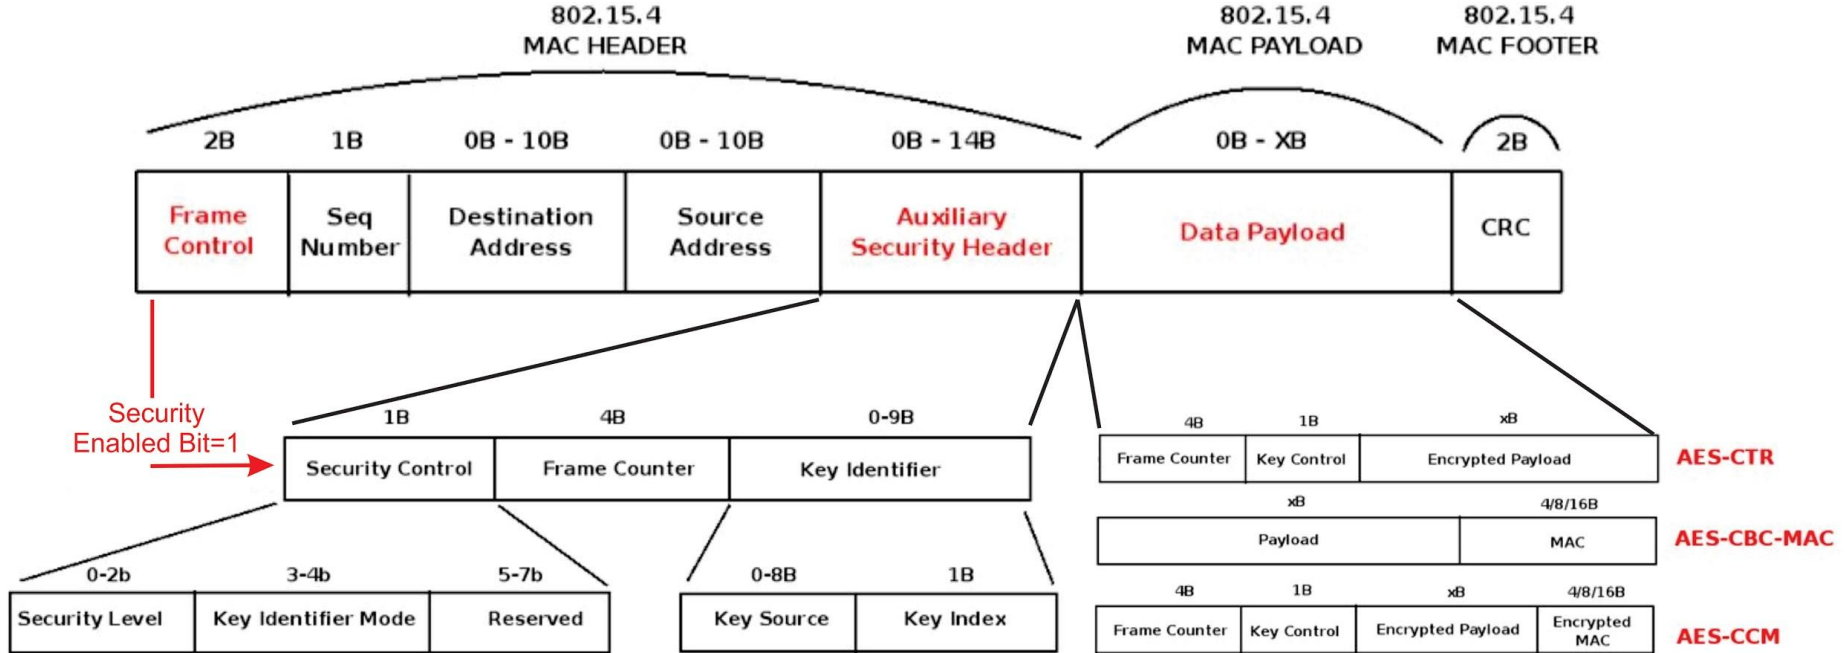 802.15.4
MAC HEADER
802.15.4
MAC PAYLOAD
802.15.4
MAC FOOTER
2B
1B
0B - 10B
0B - 10B
0B - 14B
0B - XB
2B
Frame
Control
Seq
Number
Destination
Address
Source
Address
Auxiliary
Security Header
Data Payload
CRC
Security
Enabled Bit=1
1B
4B
0-9B
Security Control
Frame Counter
Key Identifier
0-2b
3-4b
5-7b
Security Level
Key Identifier Mode
Reserved
0-8B
1B
Key Source
Key Index
4B
1B
xB
Frame Counter
Key Control
Encrypted Payload
AES-CTR
xB
4/8/16B
Payload
MAC
AES-CBC-MAC
4B
1B
xB
4/8/16B
Frame Counter
Key Control
Encrypted Payload
Encrypted
MAC
AES-CCM